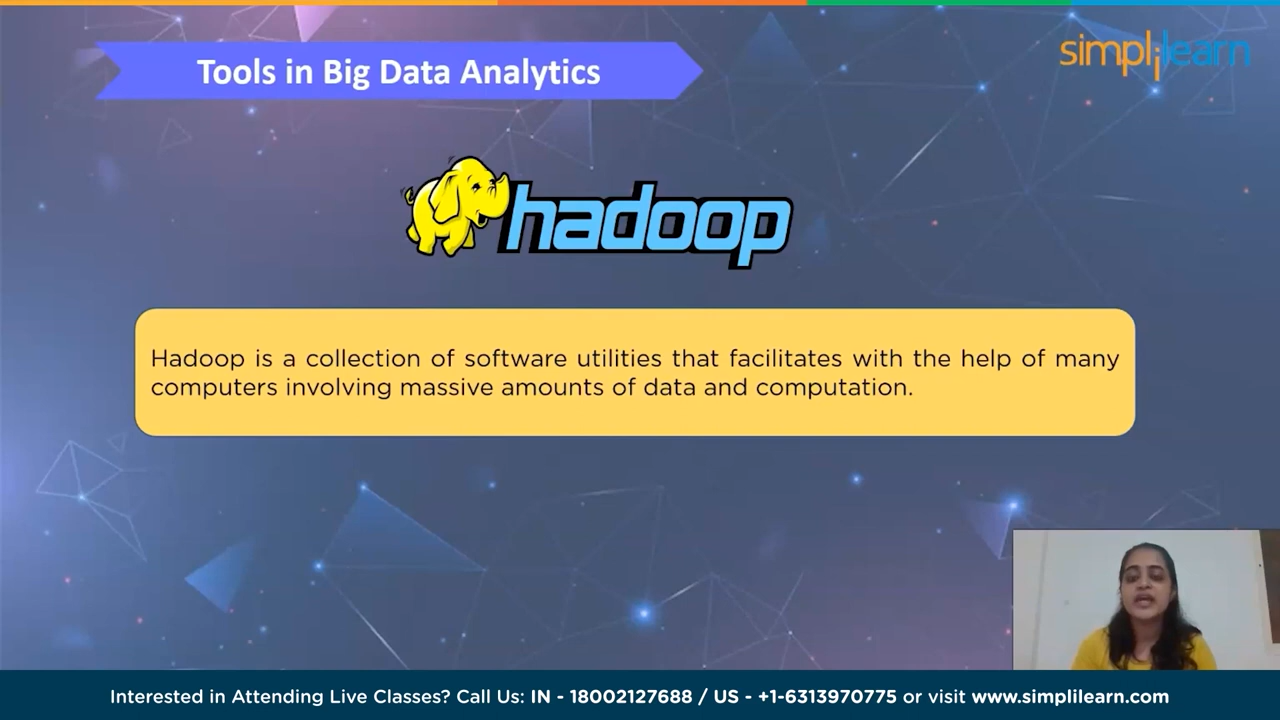 Tools in Big Data Analytics
simplilearn
hadoop
Hadoop is a collection of software utilities that facilitates with the help of many
computers involving massive amounts of data and computation.
Interested in Attending Live Classes? Call Us: IN - 18002127688 / US - +1-6313970775 or visit www.simplilearn.com